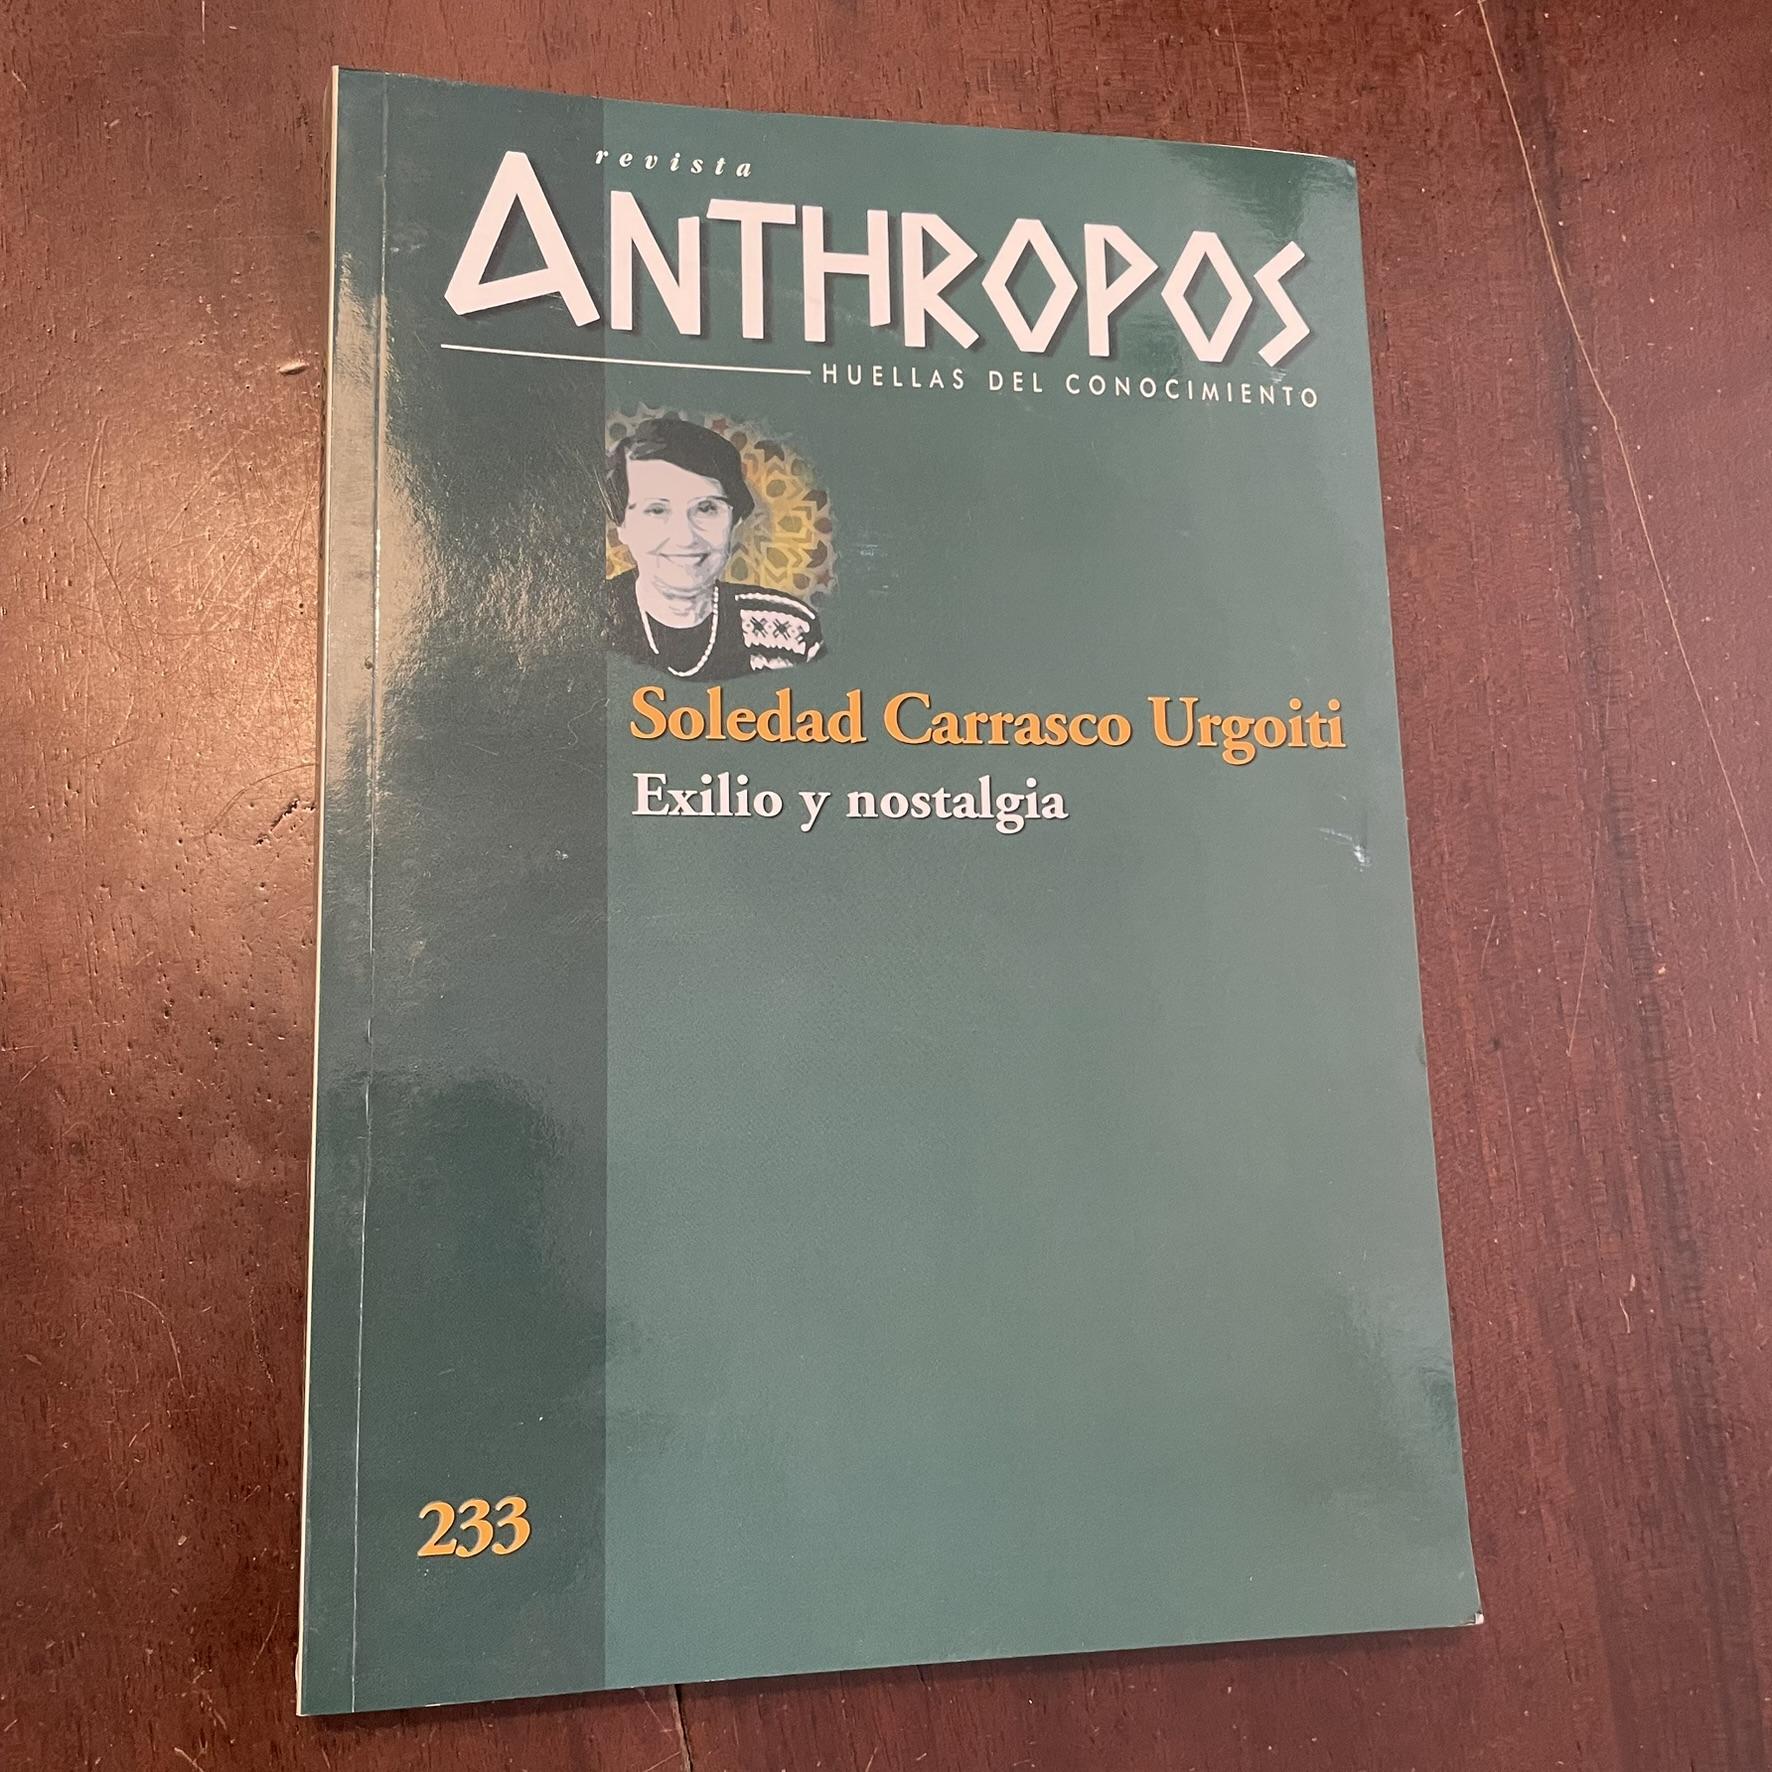 revista
ANTHROPOS
HUELLAS DEL CONOCIMIENTO
Soledad Carrasco Urgoiti
Exilio y nostalgia
233